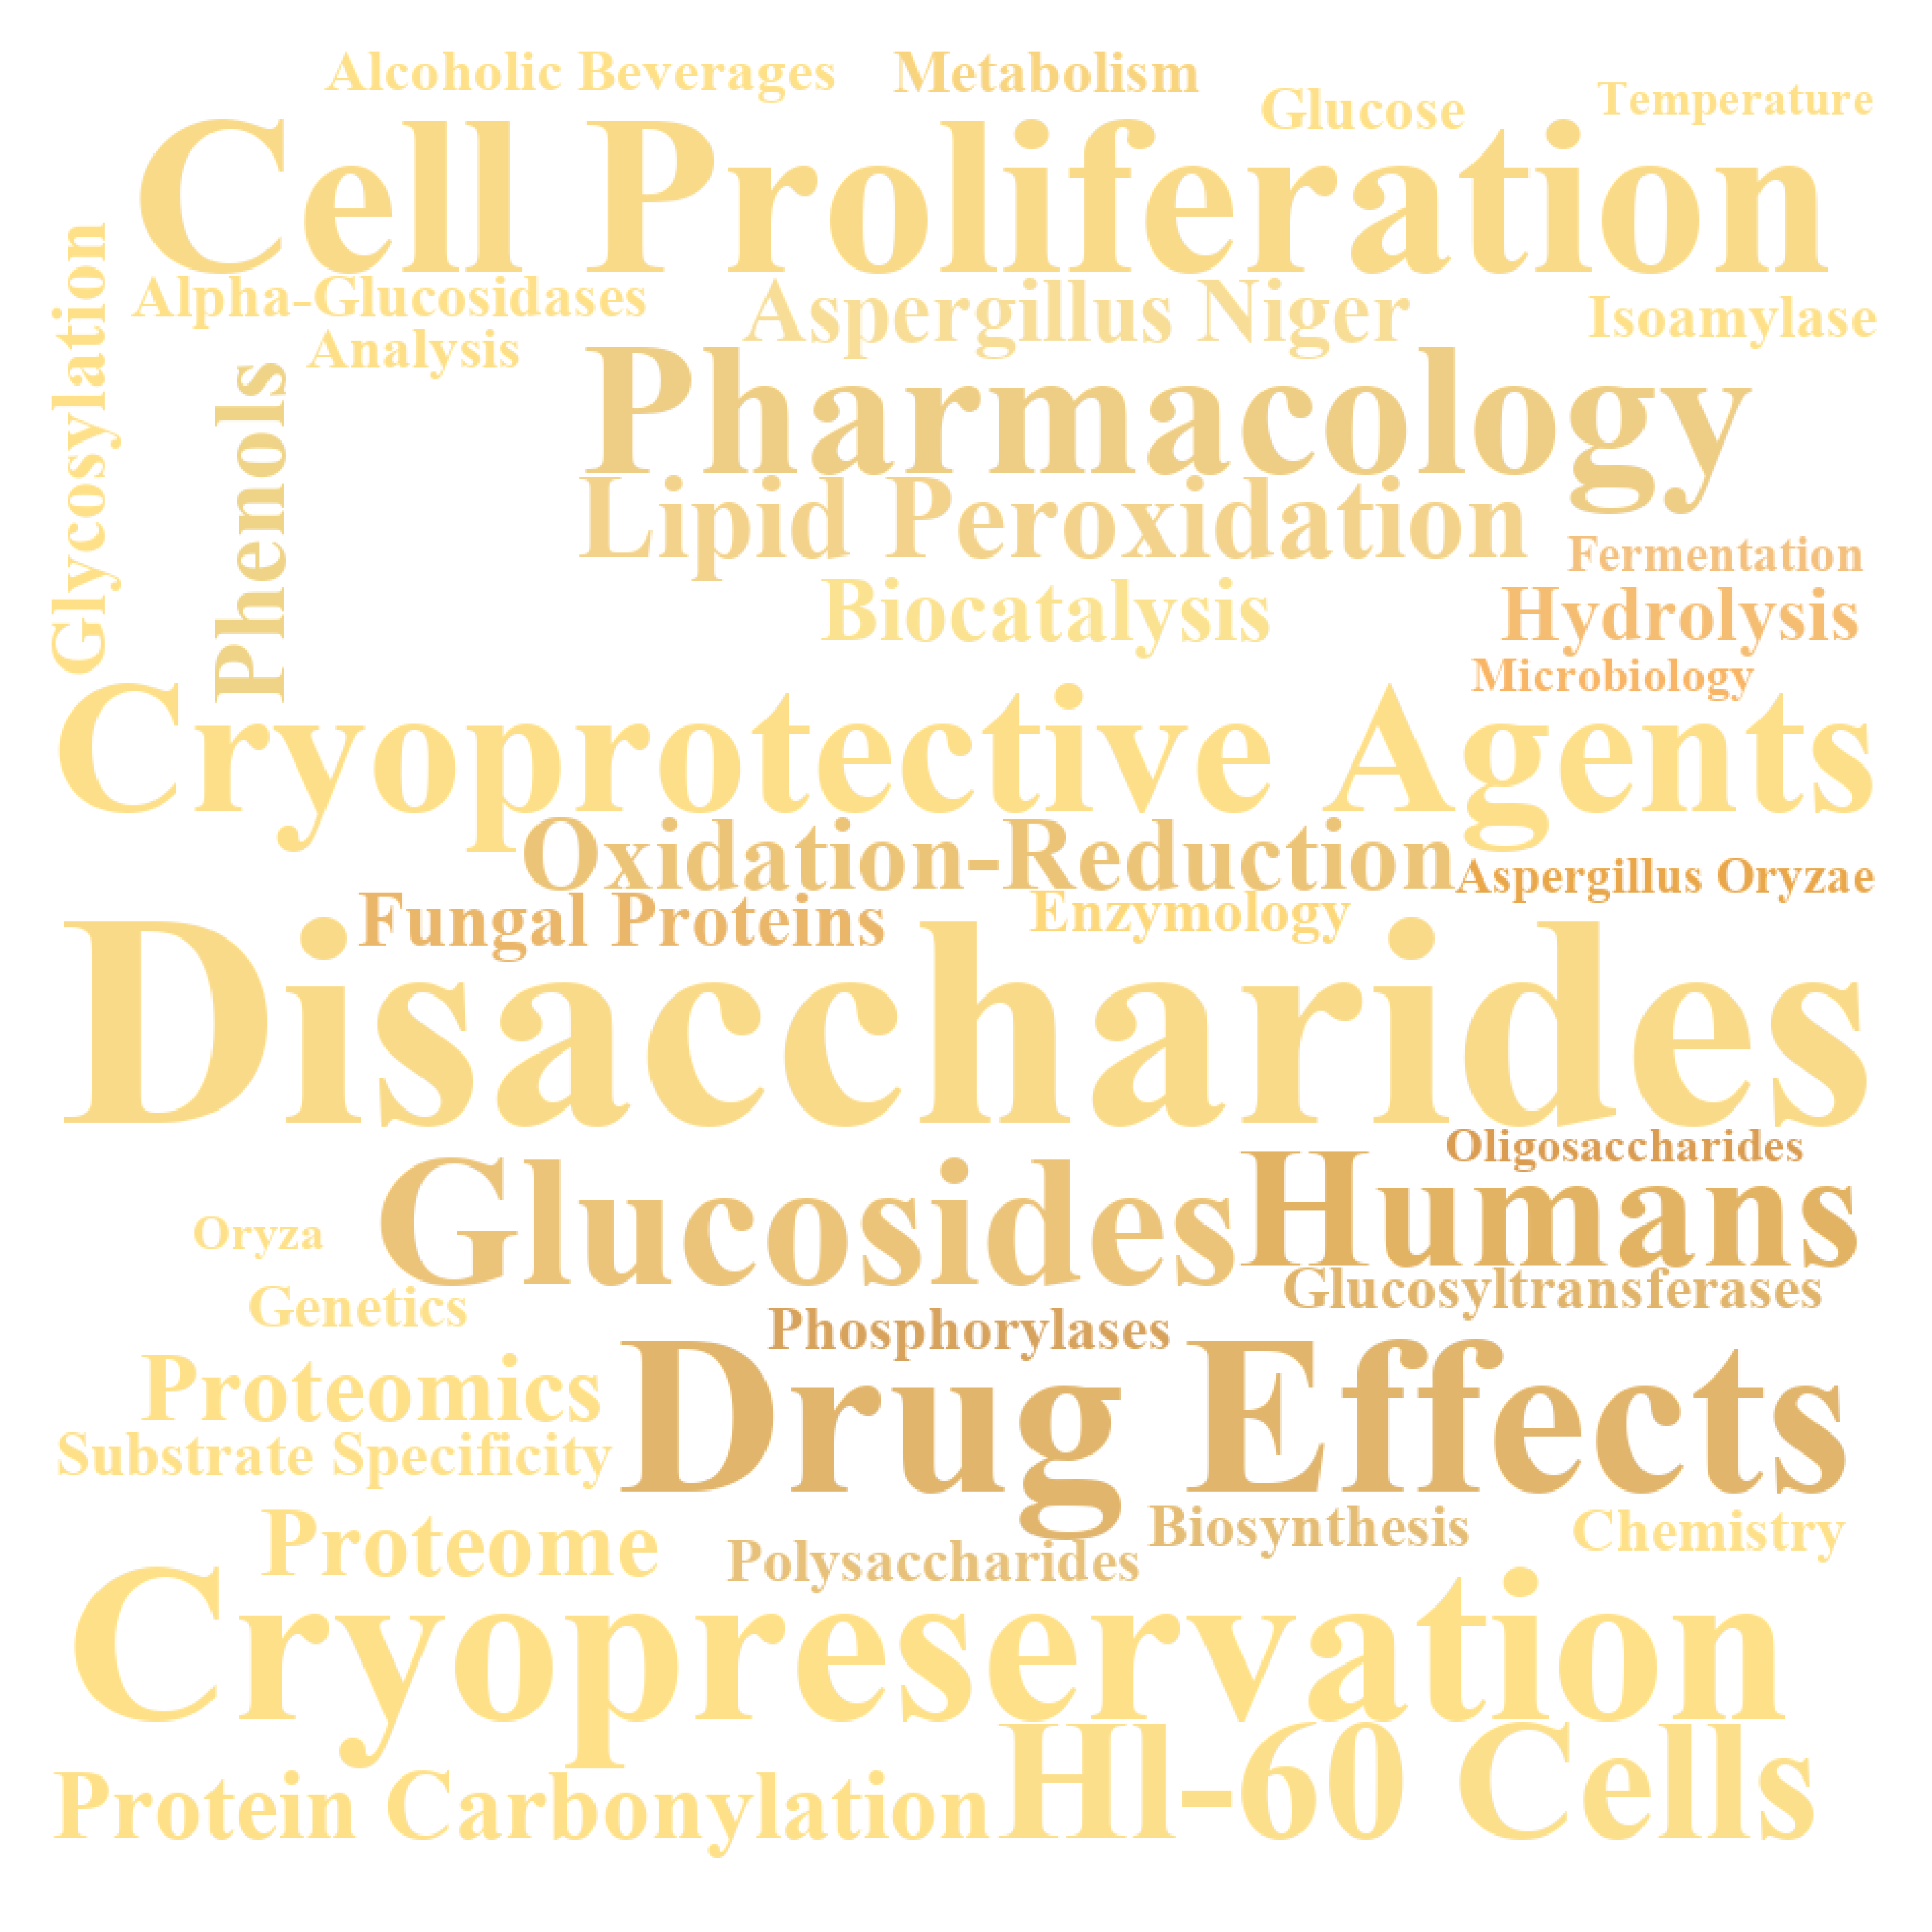 Alcoholic Beverages
Metabolism
Glucose
Temperature
Cell Proliferation
Glycosylation
Alpha-Glucosidases
Aspergillus Niger
Isoamylase
Analysis
Phenols
Pharmacology
Lipid Peroxidation
Fermentation
Biocatalysis
Hydrolysis
Microbiology
Cryoprotective Agents
Oxidation-Reduction
Aspergillus Oryzae
Fungal Proteins
Enzymology
Disaccharides
Oligosaccharides
Glucosides
Humans
Oryza
Genetics
Glucosyltransferases
Phosphorylases
Proteomics
Drug Effects
Substrate Specificity
Proteome
Biosynthesis
Chemistry
Polysaccharides
Cryopreservation
Protein Carbonylation
Hl-60 Cells